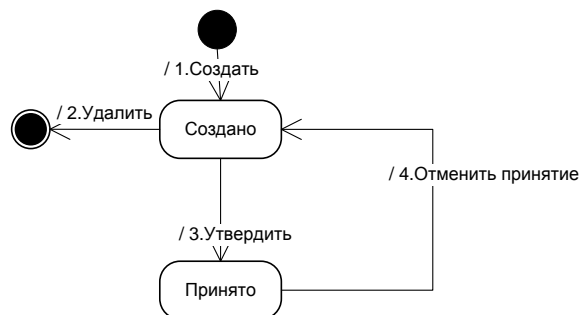 / 1.Создать
/ 2.Удалить
Создано
/ 4.Отменить принятие
/ 3.Утвердить
Принято